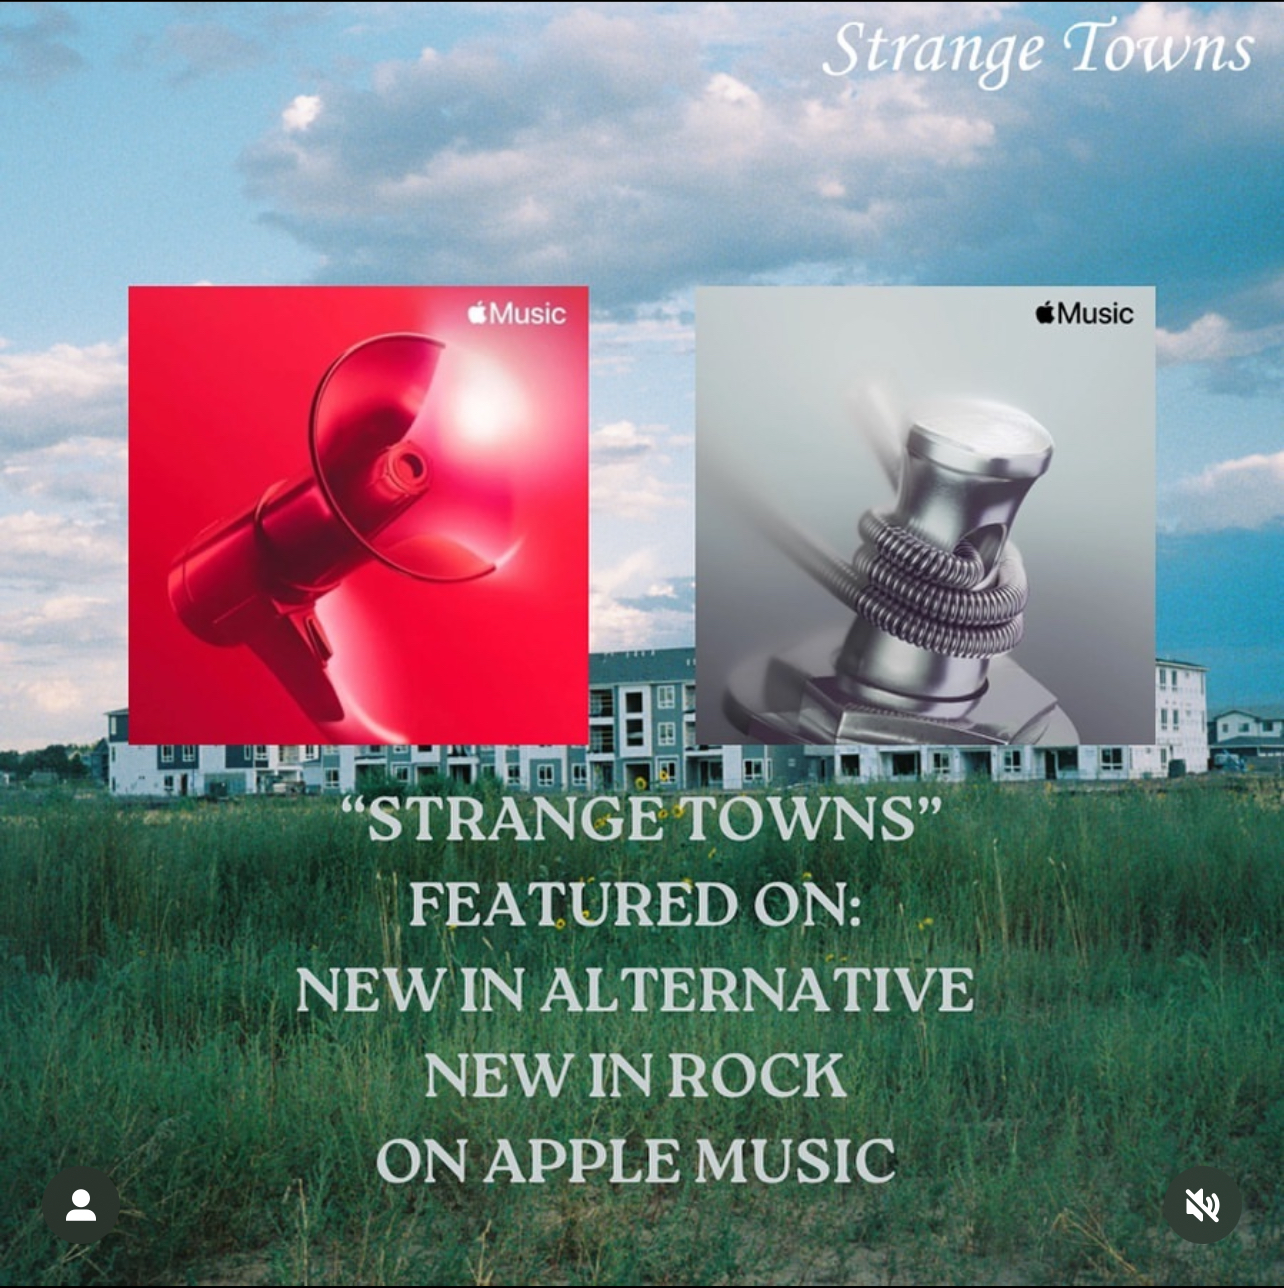 Strange Towns
Music
Music
“STRANGE TOWNS”
FEATURED ON:
NEW IN ALTERNATIVE
NEW IN ROCK
ON APPLE MUSIC